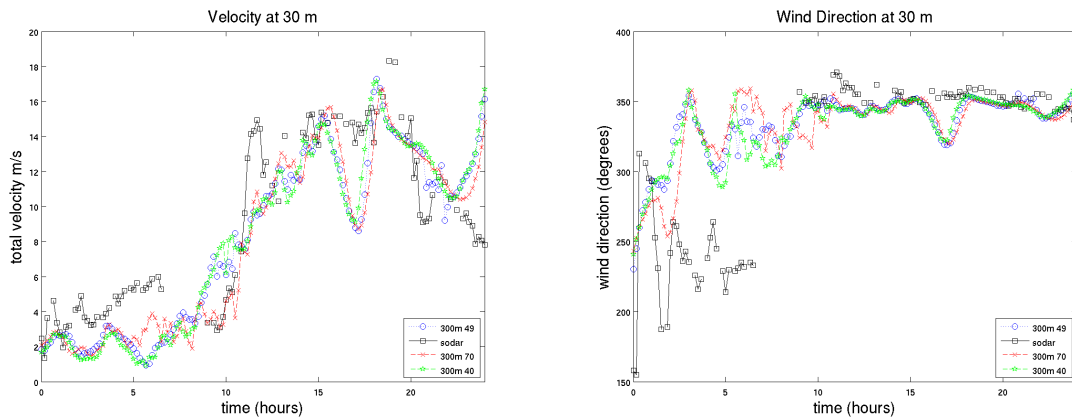 Velocity at 30 m
total velocity m/s
20
18
16
14
12
10
8
6
4
2
0
0
5
10
15
20
time (hours)
300m 49
sodar
300m 70
300m 40
Wind Direction at 30 m
wind direction (degrees)
400
350
300
250
200
150
0
5
10
15
20
time (hours)
300m 49
sodar
300m 70
300m 40